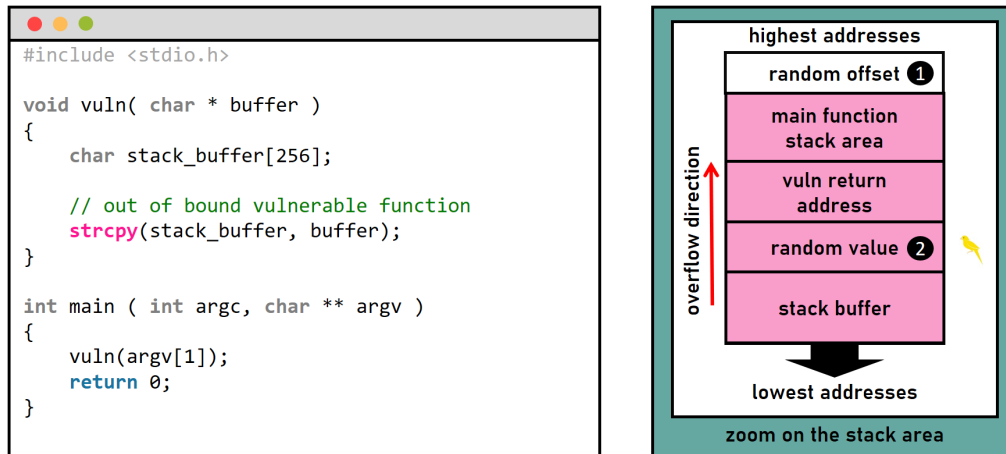 #include <stdio.h>
void vuln( char * buffer )
{
    char stack_buffer[256];
    // out of bound vulnerable function
    strcpy(stack_buffer, buffer);
}
int main ( int argc, char ** argv )
{
    vuln(argv[1]);
    return 0;
}
highest addresses
random offset 1
main function
stack area
vuln return
address
random value 2
stack buffer
overflow direction
lowest addresses
zoom on the stack area